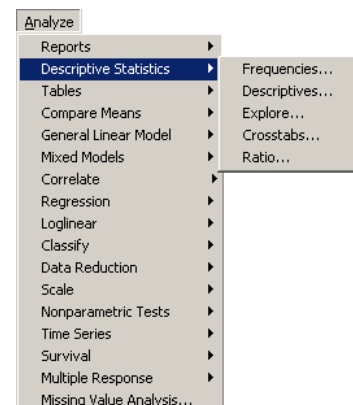 Analyze
Reports
Descriptive Statistics
Tables
Compare Means
General Linear Model
Mixed Models
Correlate
Regression
Loglinear
Classify
Data Reduction
Scale
Nonparametric Tests
Time Series
Survival
Multiple Response
Missing Value Analysis...
Frequencies...
Descriptives...
Explore...
Crosstabs...
Ratio...